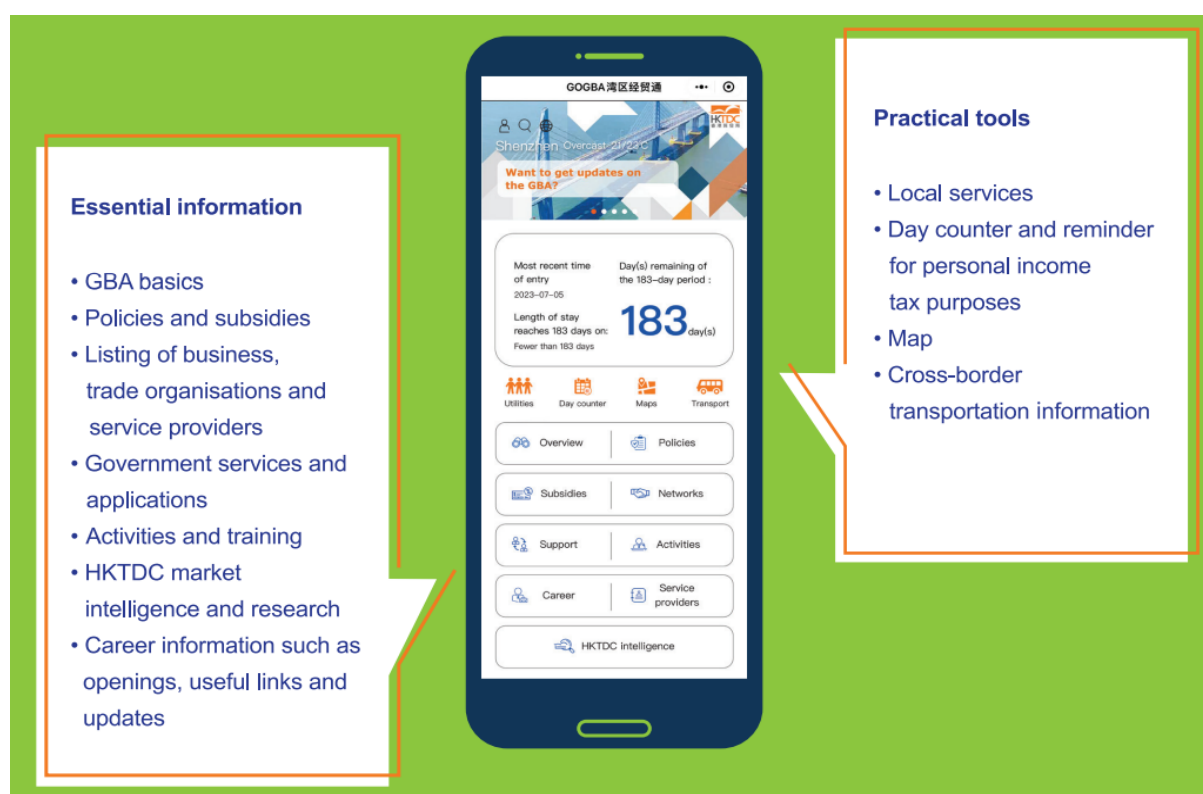 Essential information
• GBA basics
• Policies and subsidies
• Listing of business,
trade organisations and
service providers
• Government services and
applications
• Activities and training
• HKTDC market
intelligence and research
• Career information such as
openings, useful links and
updates
GOGBA湾区经贸通
HKTDC
Shenzhen Overcast 21/23°C
Want to get updates on
the GBA?
Most recent time
of entry
2023-07-05
Length of stay
reaches 183 days on:
Fewer than 183 days
Day(s) remaining of
the 183-day period :
183 day(s)
Utilities Day counter Maps Transport
Overview Policies
Subsidies Networks
Support Activities
Career Service
providers
HKTDC intelligence
Practical tools
• Local services
• Day counter and reminder
for personal income
tax purposes
• Map
• Cross-border
transportation information